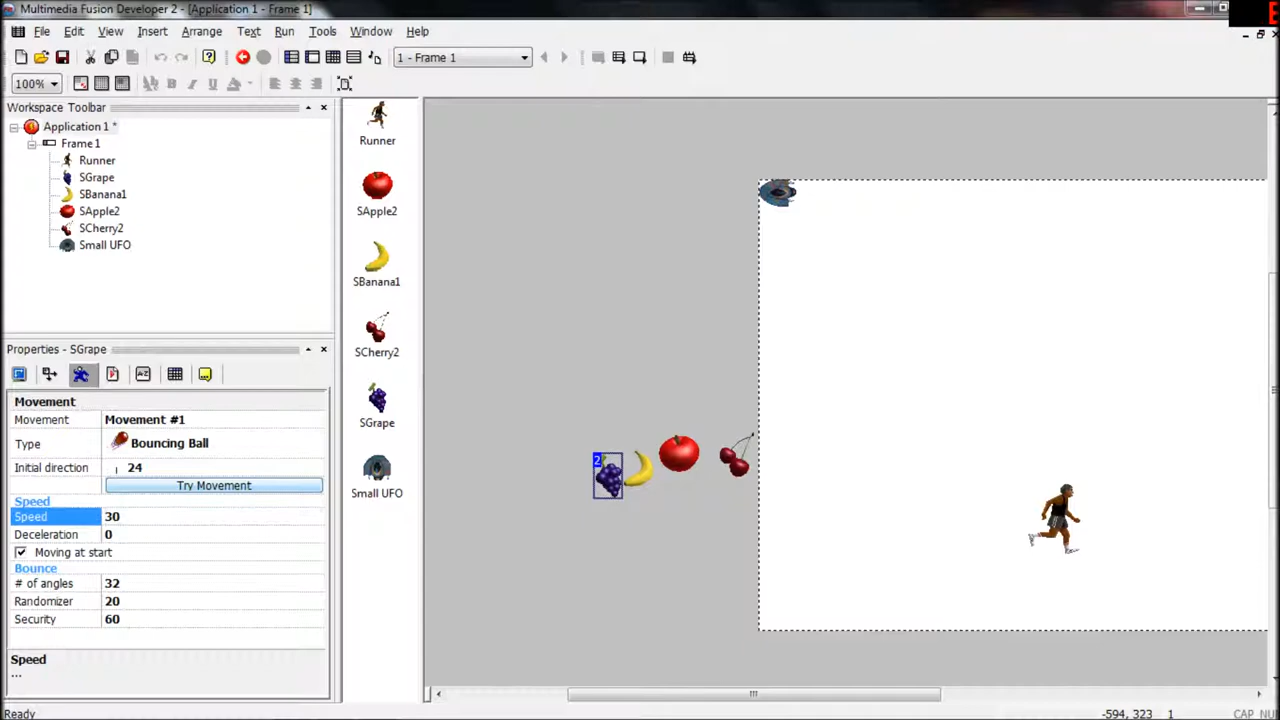 Multimedia Fusion Developer 2 - [Application 1 - Frame 1]
File Edit View Insert Arrange Text Run Tools Window Help
1 - Frame 1
100% B I U A
Workspace Toolbar
Application 1 *
Frame 1
Runner
SGrape
SBanana1
SApple2
SCherry2
Small UFO
Properties - SGrape
Movement
Movement Movement #1
Type Bouncing Ball
Initial direction 24
Try Movement
Speed
Speed 30
Deceleration 0
Moving at start
Bounce
# of angles 32
Randomizer 20
Security 60
Speed
...
Runner
SApple2
SBanana1
SCherry2
SGrape
Small UFO
2
Ready
-594, 323 1 CAP NU